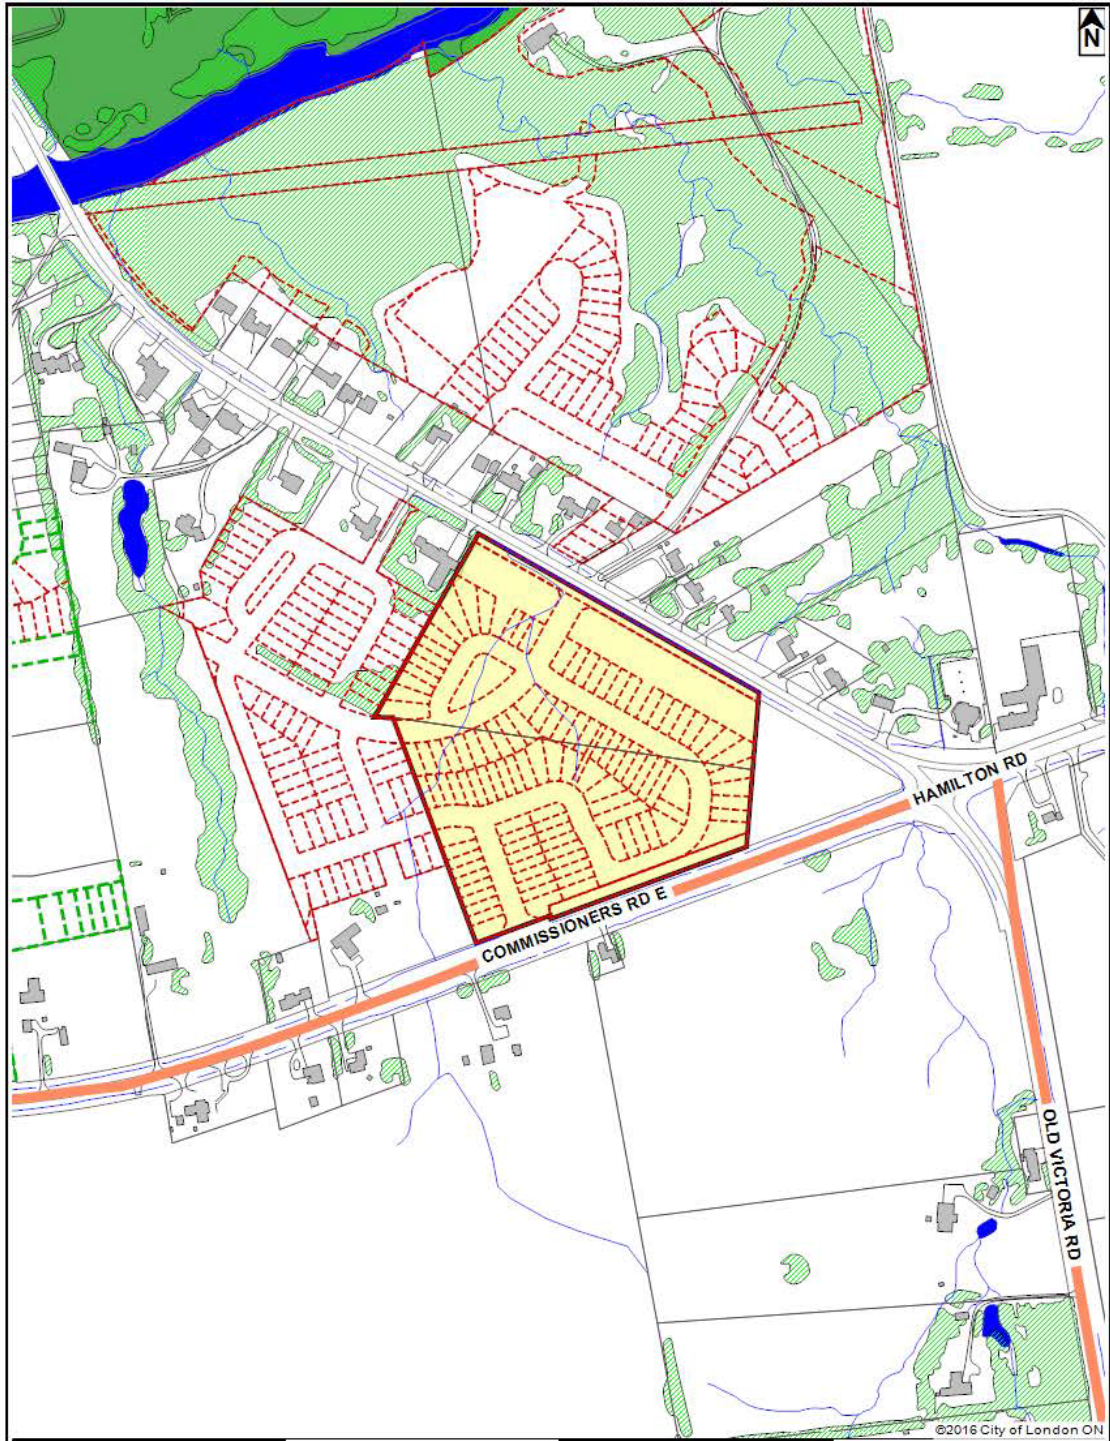 N
HAMILTON RD
COMMISSIONERS RD E
OLD VICTORIA RD
©2016 City of London ON